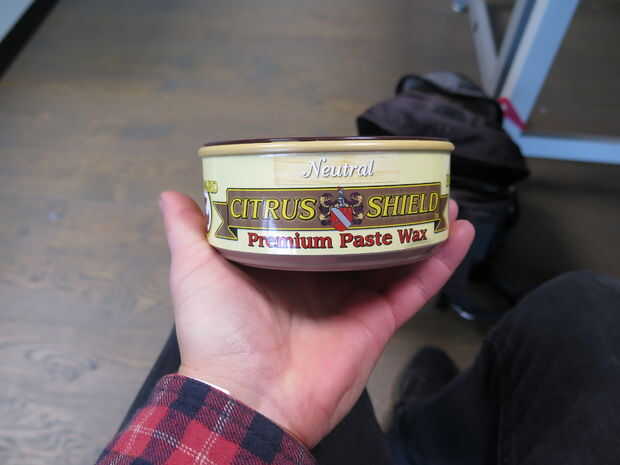 Neutral
CITRUS SHIELD
Premium Paste Wax